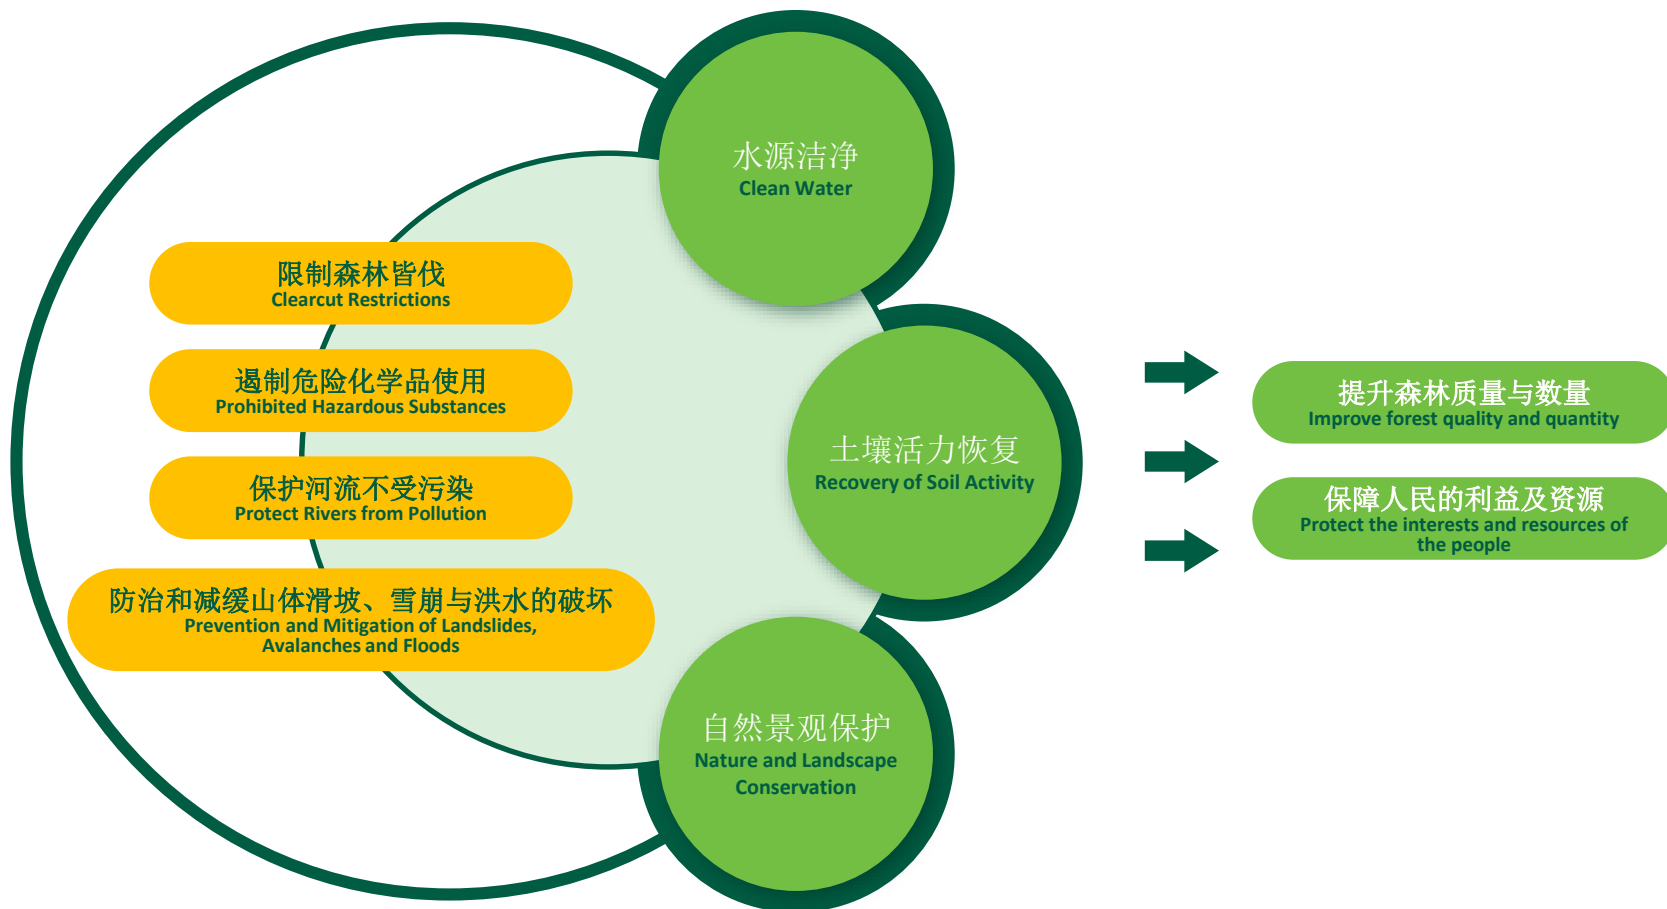 限制森林皆伐
Clearcut Restrictions
遏制危险化学品使用
Prohibited Hazardous Substances
保护河流不受污染
Protect Rivers from Pollution
防治和减缓山体滑坡、雪崩与洪水的破坏
Prevention and Mitigation of Landslides,
Avalanches and Floods
水源洁净
Clean Water
土壤活力恢复
Recovery of Soil Activity
自然景观保护
Nature and Landscape
Conservation
提升森林质量与数量
Improve forest quality and quantity
保障人民的利益及资源
Protect the interests and resources of
the people